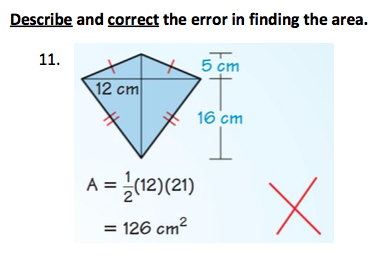 Describe and correct the error in finding the area.
11.
5 cm
12 cm
16 cm
A = 1/2(12)(21)
= 126 cm²